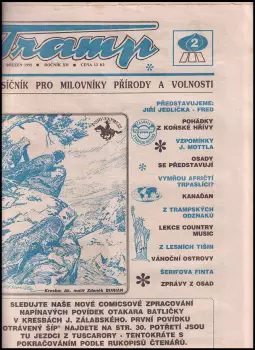 Tramp
2
BŘEZEN 1995 * ROČNÍK XIV * CENA 15 Kč
SÍČNÍK PRO MILOVNÍKY PŘÍRODY A VOLNOSTI
PŘEDSTAVUJEME:
JIŘÍ JEDLIČKA - FRED
POHÁDKY
Z KOŇSKÉ HŘÍVY
VZPOMÍNKY
J. MOTTLA
OSADY
SE PŘEDSTAVUJÍ
VYMŘOU AFRIČTÍ
TRPASLÍCI?
KANAĎAN
Z TRAMPSKÝCH
ODZNAKŮ
LEKCE COUNTRY
MUSIC
Z LESNÍCH TIŠIN
VÁNOČNÍ OSTROVY
ŠERIFOVA FINTA
ZPRÁVY Z OSAD
Kresba: ak. malíř Zdeněk BURIAN
SLEDUJTE NAŠE NOVÉ COMICSOVÉ ZPRACOVÁNÍ
NAPÍNAVÝCH POVÍDEK OTAKARA BATLIČKY
V KRESBÁCH J. ZÁLABSKÉHO. PRVNÍ POVÍDKU
OTRÁVENÝ ŠÍP" NAJDETE NA STR. 30. POTŘETÍ JSOU
TU JEZDCI Z TUSCARORY - TENTOKRÁTE S
POKRAČOVÁNÍM PODLE RUKOPISŮ ČTENÁŘŮ.